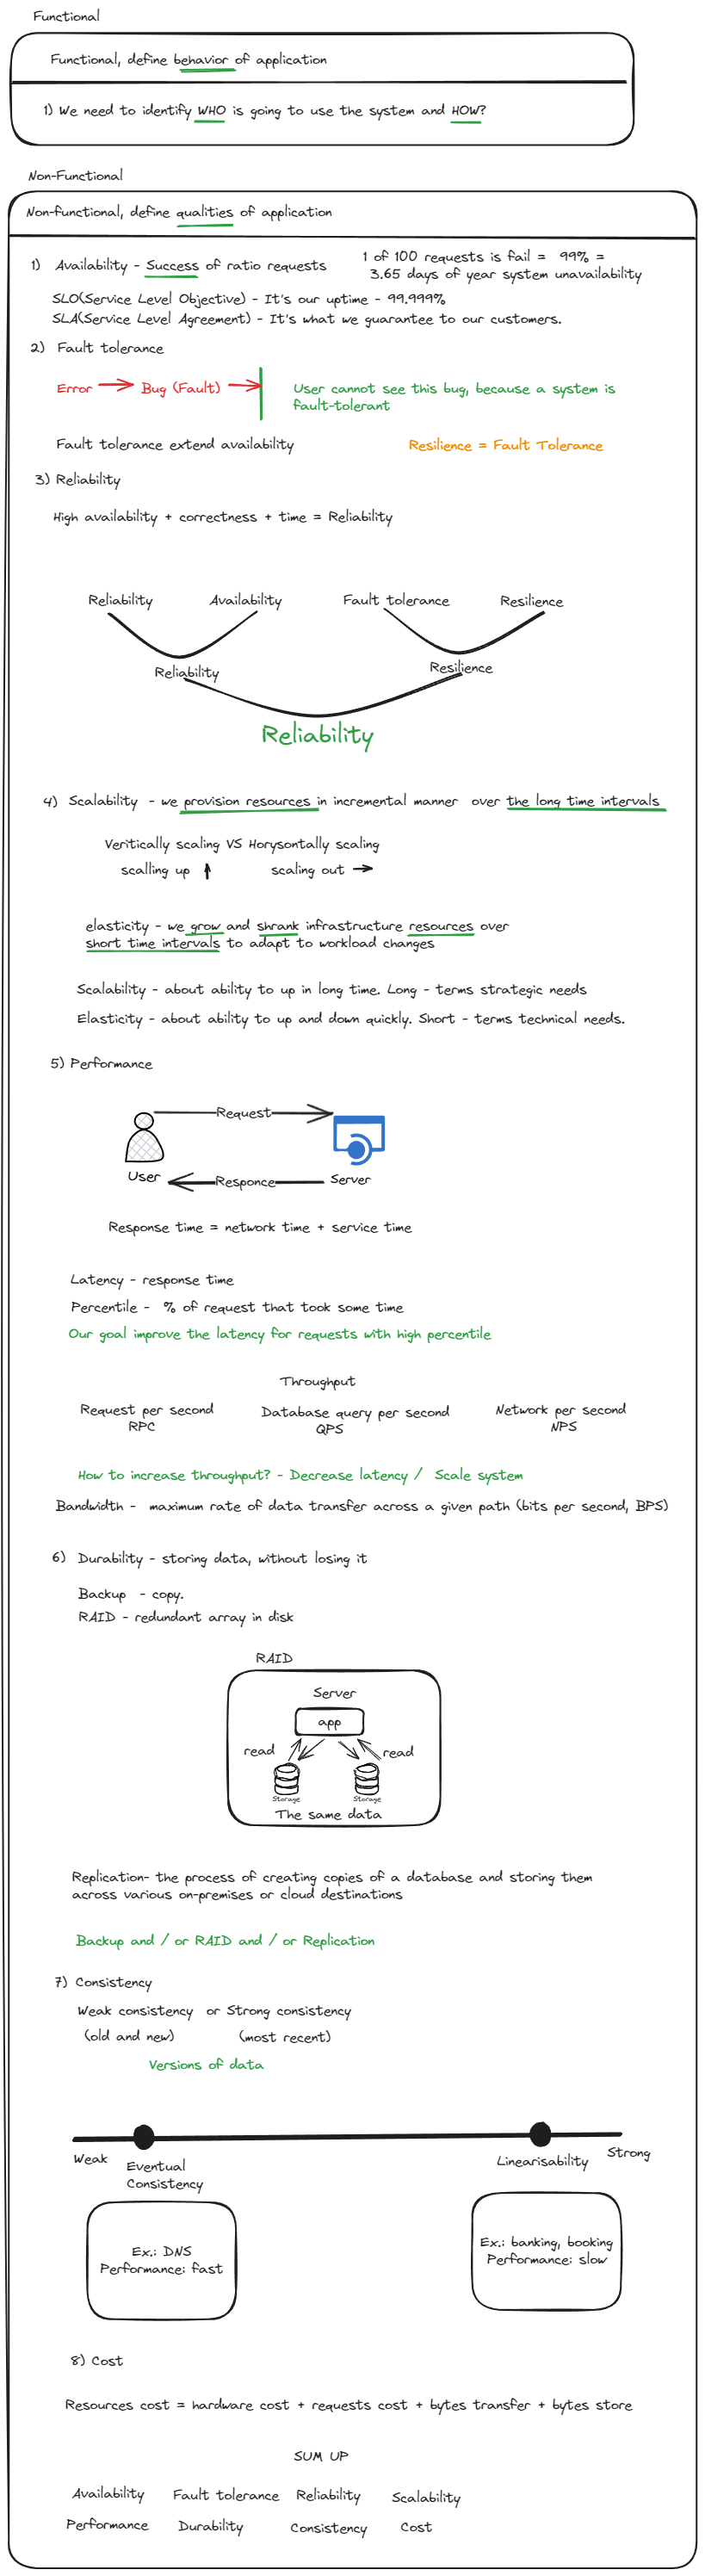 Functional
Functional, define behavior of application
1) We need to identify WHO is going to use the system and HOW?
Non-Functional
Non-functional, define qualities of application
1) Availability - Success of ratio requests
1 of 100 requests is fail = 99% =
3.65 days of year system unavailability
SLO(Service Level Objective) - It's our uptime - 99.999%
SLA(Service Level Agreement) - It's what we guarantee to our customers.
2) Fault tolerance
Error Bug (Fault)
User cannot see this bug, because a system is
fault-tolerant
Fault tolerance extend availability
Resilience = Fault Tolerance
3) Reliability
High availability + correctness + time = Reliability
Reliability Availability Fault tolerance Resilience
Reliability Resilience
Reliability
4) Scalability - we provision resources in incremental manner over the long time intervals
Veritically scaling VS Horysontally scaling
scalling up scaling out
elasticity - we grow and shrank infrastructure resources over
short time intervals to adapt to workload changes
Scalability - about ability to up in long time. Long - terms strategic needs
Elasticity - about ability to up and down quickly. Short - terms technical needs.
5) Performance
Request
User Responce Server
Response time = network time + service time
Latency - response time
Percentile - % of request that took some time
Our goal improve the latency for requests with high percentile
Throughput
Request per second
RPC
Database query per second
QPS
Network per second
NPS
How to increase throughput? - Decrease latency / Scale system
Bandwidth - maximum rate of data transfer across a given path (bits per second, BPS)
6) Durability - storing data, without losing it
Backup - copy.
RAID - redundant array in disk
RAID
Server
app
read read
Storage Storage
The same data
Replication- the process of creating copies of a database and storing them
across various on-premises or cloud destinations
Backup and / or RAID and / or Replication
7) Consistency
Weak consistency or Strong consistency
(old and new) (most recent)
Versions of data
Weak
Eventual
Consistency
Linearisability
Strong
Ex.: DNS
Performance: fast
Ex.: banking, booking
Performance: slow
8) Cost
Resources cost = hardware cost + requests cost + bytes transfer + bytes store
SUM UP
Availability Fault tolerance Reliability Scalability
Performance Durability Consistency Cost